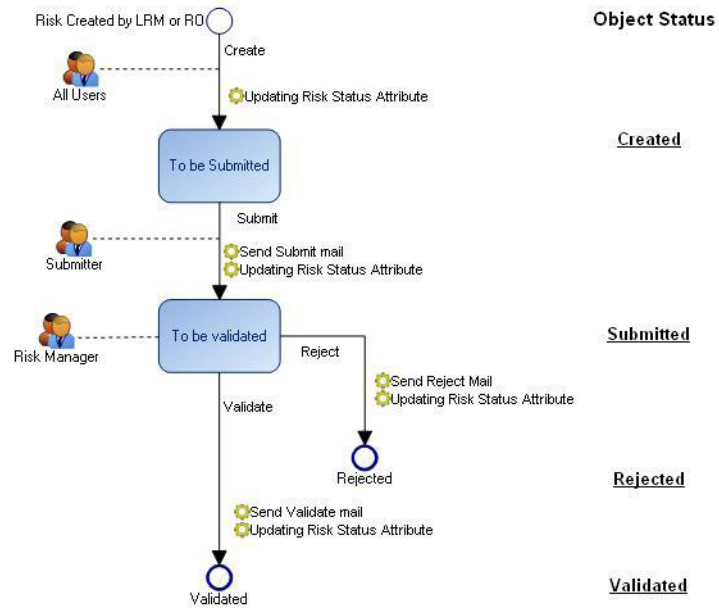 Risk Created by LRM or RO
Object Status
Create
All Users
Updating Risk Status Attribute
Created
To be Submitted
Submit
Submitter
Send Submit mail
Updating Risk Status Attribute
To be validated
Submitted
Risk Manager
Reject
Send Reject Mail
Updating Risk Status Attribute
Validate
Rejected
Rejected
Send Validate mail
Updating Risk Status Attribute
Validated
Validated